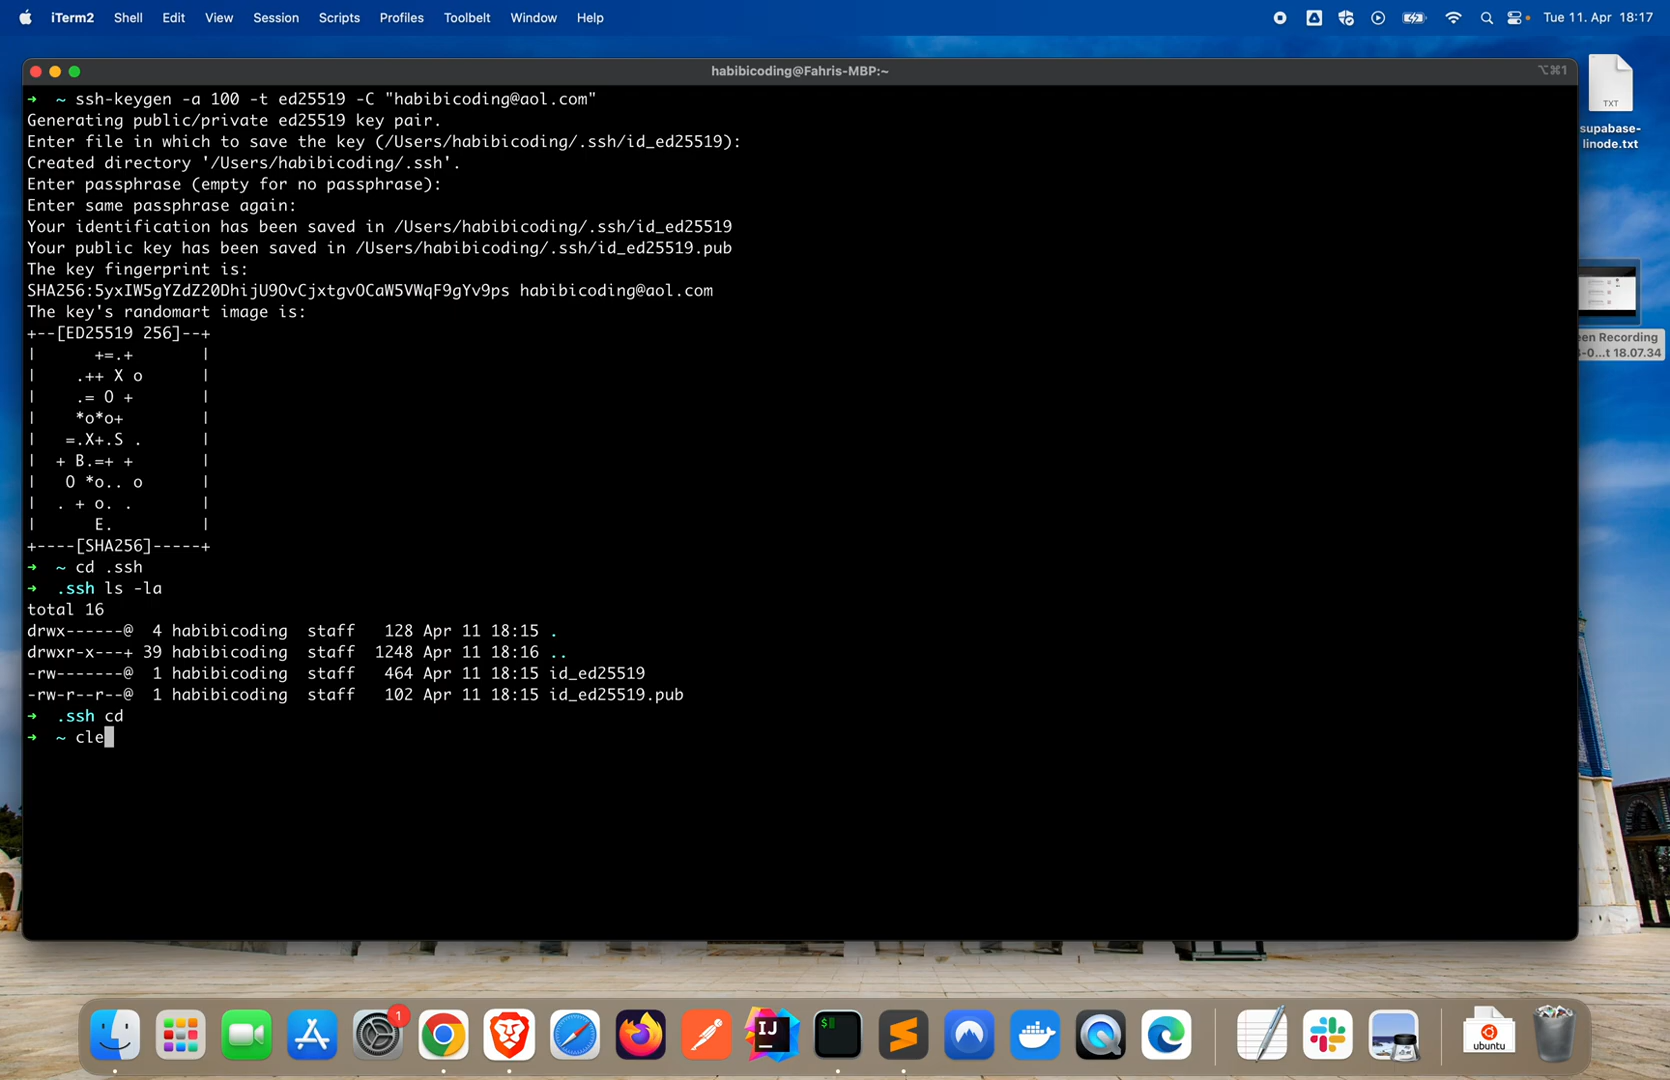 iTerm2 Shell Edit View Session Scripts Profiles Toolbelt Window Help Tue 11. Apr 18:17
habibicoding@Fahris-MBP:~ ⌥⌘1
➜ ~ ssh-keygen -a 100 -t ed25519 -C "habibicoding@aol.com"
Generating public/private ed25519 key pair.
Enter file in which to save the key (/Users/habibicoding/.ssh/id_ed25519):
Created directory '/Users/habibicoding/.ssh'.
Enter passphrase (empty for no passphrase):
Enter same passphrase again:
Your identification has been saved in /Users/habibicoding/.ssh/id_ed25519
Your public key has been saved in /Users/habibicoding/.ssh/id_ed25519.pub
The key fingerprint is:
SHA256:5yxIW5gYZdZ20DhijU9OvCjxtgvOCaW5VWqF9gYv9ps habibicoding@aol.com
The key's randomart image is:
+--[ED25519 256]--+
|      +=.+       |
|    .++ X o      |
|    .= O +       |
|    *o*o+        |
|   =.X+.S .      |
|  + B.=+ +       |
|   O *o.. o      |
|  . + o. .       |
|      E.         |
+----[SHA256]-----+
➜ ~ cd .ssh
➜ .ssh ls -la
total 16
drwx------@  4 habibicoding  staff   128 Apr 11 18:15 .
drwxr-x---+ 39 habibicoding  staff  1248 Apr 11 18:16 ..
-rw-------@  1 habibicoding  staff   464 Apr 11 18:15 id_ed25519
-rw-r--r--@  1 habibicoding  staff   102 Apr 11 18:15 id_ed25519.pub
➜ .ssh cd
➜ ~ cle
TXT
supabase-
linode.txt
een Recording
-0...t 18.07.34
1
IJ
$
ubuntu